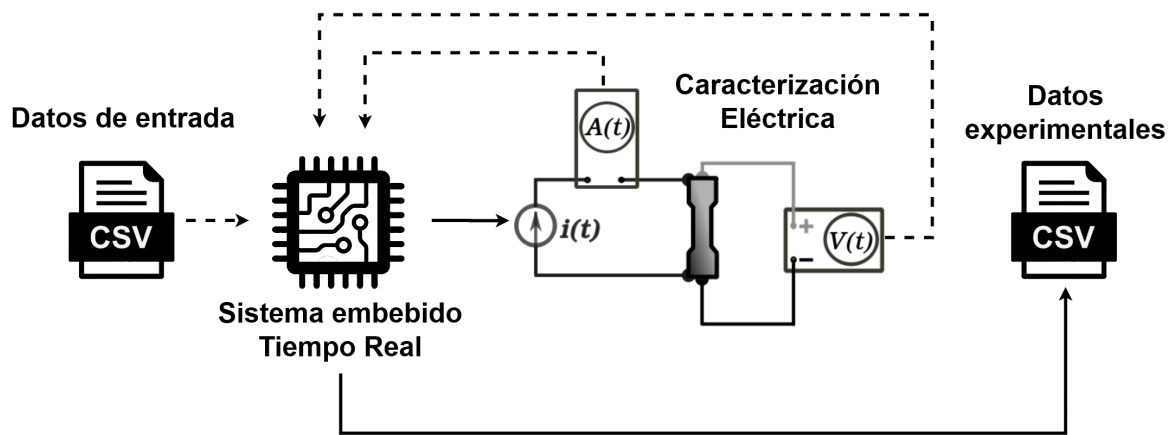 Datos de entrada
CSV
Sistema embebido
Tiempo Real
A(t)
i(t)
Caracterización
Eléctrica
+
−
V(t)
Datos
experimentales
CSV